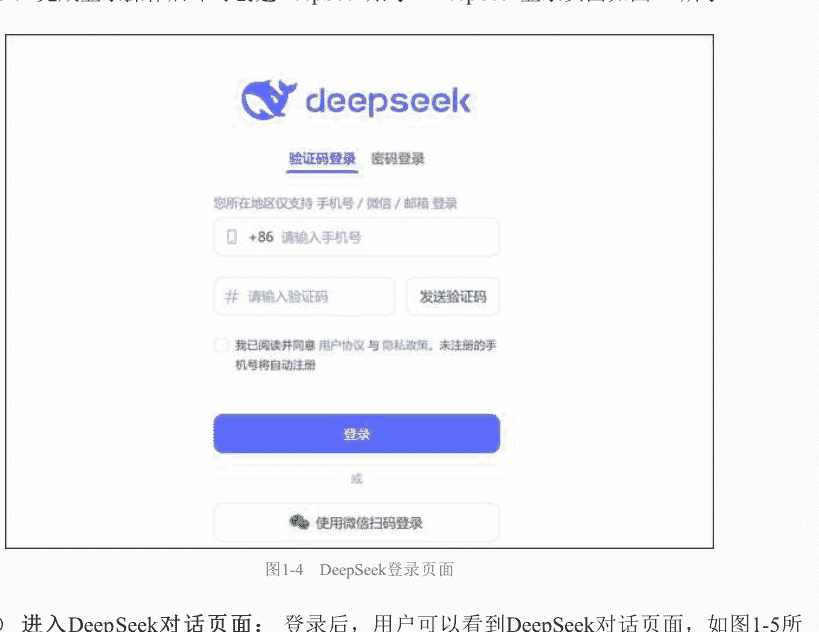 deepseek
验证码登录 密码登录
您所在地区仅支持 手机号 / 微信 / 邮箱 登录
+86 请输入手机号
# 请输入验证码 发送验证码
我已阅读并同意 用户协议 与 隐私政策，未注册的手
机号将自动注册
登录
或
使用微信扫码登录
图1-4 DeepSeek登录页面
进入DeepSeek对话页面： 登录后，用户可以看到DeepSeek对话页面，如图1-5所